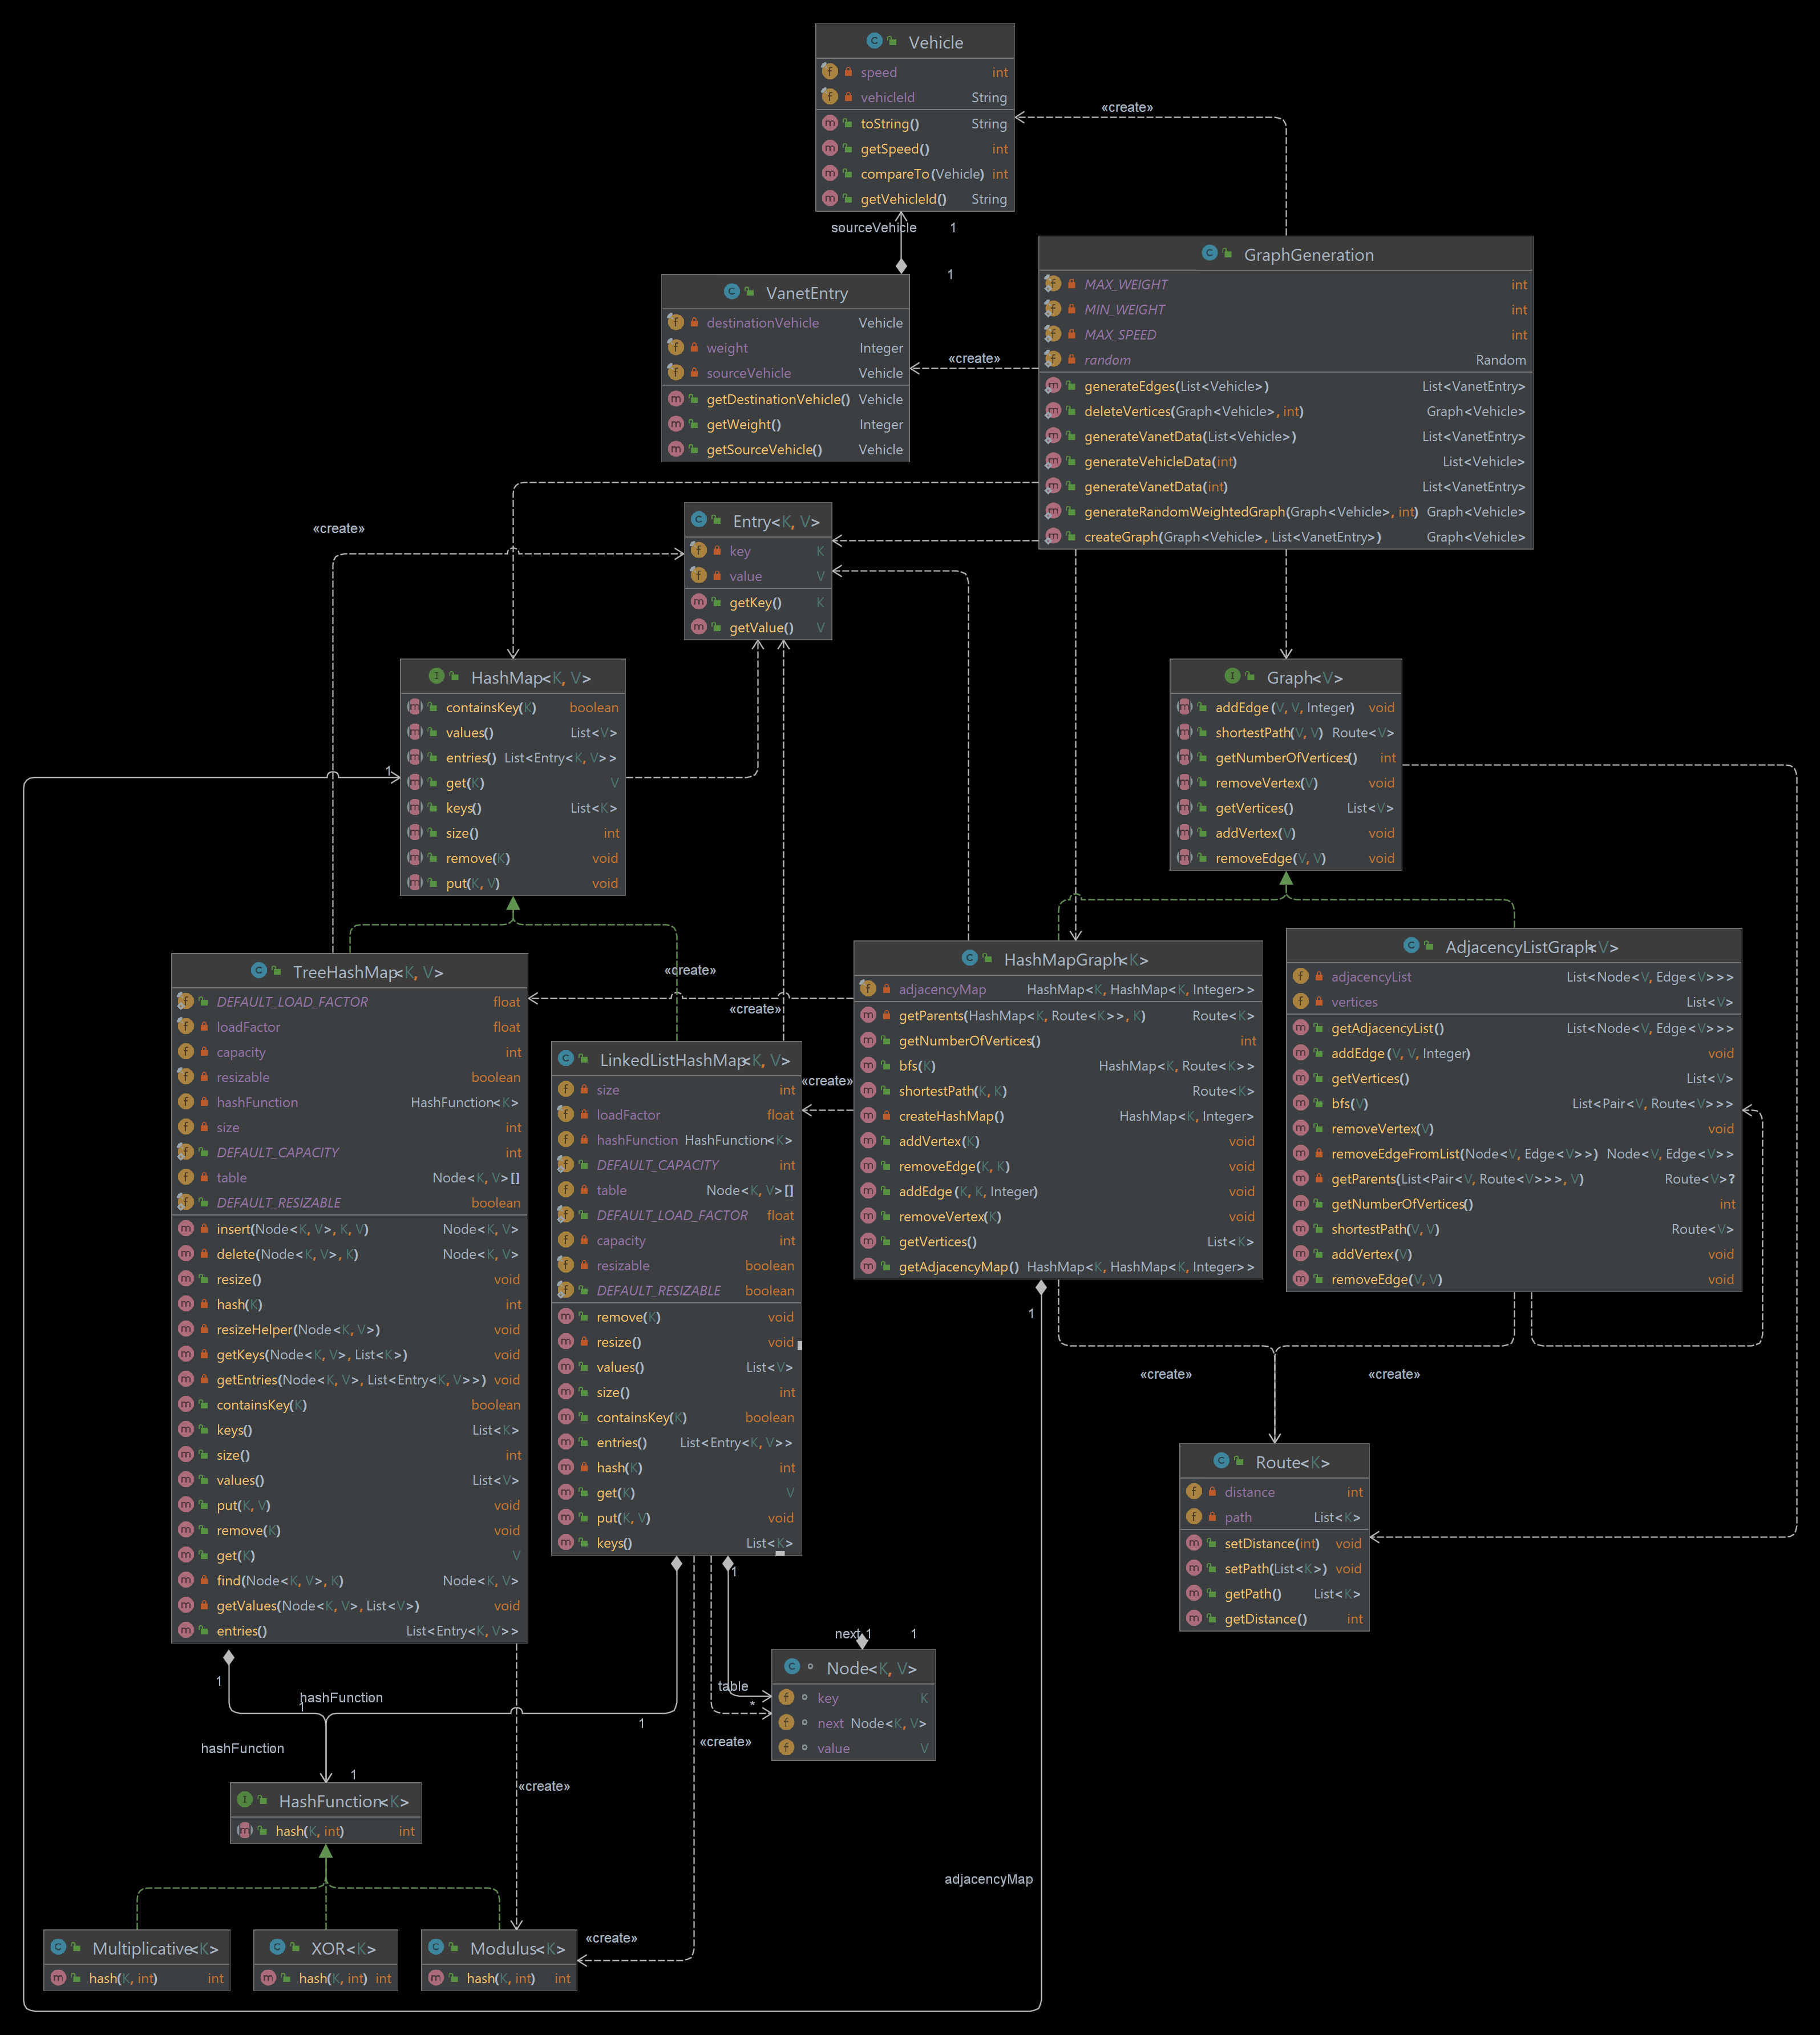 Vehicle
speed int
vehicleId String
toString() String
getSpeed() int
compareTo(Vehicle) int
getVehicleId() String
«create»
sourceVehicle 1
1
GraphGeneration
MAX_WEIGHT int
MIN_WEIGHT int
MAX_SPEED int
random Random
generateEdges(List<Vehicle>) List<VanetEntry>
deleteVertices(Graph<Vehicle>, int) Graph<Vehicle>
generateVanetData(List<Vehicle>) List<VanetEntry>
generateVehicleData(int) List<Vehicle>
generateVanetData(int) List<VanetEntry>
generateRandomWeightedGraph(Graph<Vehicle>, int) Graph<Vehicle>
createGraph(Graph<Vehicle>, List<VanetEntry>) Graph<Vehicle>
VanetEntry
destinationVehicle Vehicle
weight Integer
sourceVehicle Vehicle
getDestinationVehicle() Vehicle
getWeight() Integer
getSourceVehicle() Vehicle
«create»
«create»
Entry<K, V>
key K
value V
getKey() K
getValue() V
HashMap<K, V>
containsKey(K) boolean
values() List<V>
entries() List<Entry<K, V>>
get(K) V
keys() List<K>
size() int
remove(K) void
put(K, V) void
1
Graph<V>
addEdge(V, V, Integer) void
shortestPath(V, V) Route<V>
getNumberOfVertices() int
removeVertex(V) void
getVertices() List<V>
addVertex(V) void
removeEdge(V, V) void
TreeHashMap<K, V>
DEFAULT_LOAD_FACTOR float
loadFactor float
capacity int
resizable boolean
hashFunction HashFunction<K>
size int
DEFAULT_CAPACITY int
table Node<K, V>[]
DEFAULT_RESIZABLE boolean
insert(Node<K, V>, K, V) Node<K, V>
delete(Node<K, V>, K) Node<K, V>
resize() void
hash(K) int
resizeHelper(Node<K, V>) void
getKeys(Node<K, V>, List<K>) void
getEntries(Node<K, V>, List<Entry<K, V>>) void
containsKey(K) boolean
keys() List<K>
size() int
values() List<V>
put(K, V) void
remove(K) void
get(K) V
find(Node<K, V>, K) Node<K, V>
getValues(Node<K, V>, List<V>) void
entries() List<Entry<K, V>>
«create»
«create»
«create»
LinkedListHashMap<K, V>
size int
loadFactor float
hashFunction HashFunction<K>
DEFAULT_CAPACITY int
table Node<K, V>[]
DEFAULT_LOAD_FACTOR float
capacity int
resizable boolean
DEFAULT_RESIZABLE boolean
remove(K) void
resize() void
values() List<V>
size() int
containsKey(K) boolean
entries() List<Entry<K, V>>
hash(K) int
get(K) V
put(K, V) void
keys() List<K>
HashMapGraph<K>
adjacencyMap HashMap<K, HashMap<K, Integer>>
getParents(HashMap<K, Route<K>>, K) Route<K>
getNumberOfVertices() int
bfs(K) HashMap<K, Route<K>>
shortestPath(K, K) Route<K>
createHashMap() HashMap<K, Integer>
addVertex(K) void
removeEdge(K, K) void
addEdge(K, K, Integer) void
removeVertex(K) void
getVertices() List<K>
getAdjacencyMap() HashMap<K, HashMap<K, Integer>>
1
AdjacencyListGraph<V>
adjacencyList List<Node<V, Edge<V>>>
vertices List<V>
getAdjacencyList() List<Node<V, Edge<V>>>
addEdge(V, V, Integer) void
getVertices() List<V>
bfs(V) List<Pair<V, Route<V>>>
removeVertex(V) void
removeEdgeFromList(Node<V, Edge<V>>) Node<V, Edge<V>>
getParents(List<Pair<V, Route<V>>>, V) Route<V>?
getNumberOfVertices() int
shortestPath(V, V) Route<V>
addVertex(V) void
removeEdge(V, V) void
«create» «create»
Route<K>
distance int
path List<K>
setDistance(int) void
setPath(List<K>) void
getPath() List<K>
getDistance() int
1
next 1 1
Node<K, V>
key K
next Node<K, V>
value V
table
*
«create»
1
hashFunction
1
1
hashFunction
1
«create»
HashFunction<K>
hash(K, int) int
adjacencyMap
«create»
Multiplicative<K>
hash(K, int) int
XOR<K>
hash(K, int) int
Modulus<K>
hash(K, int) int